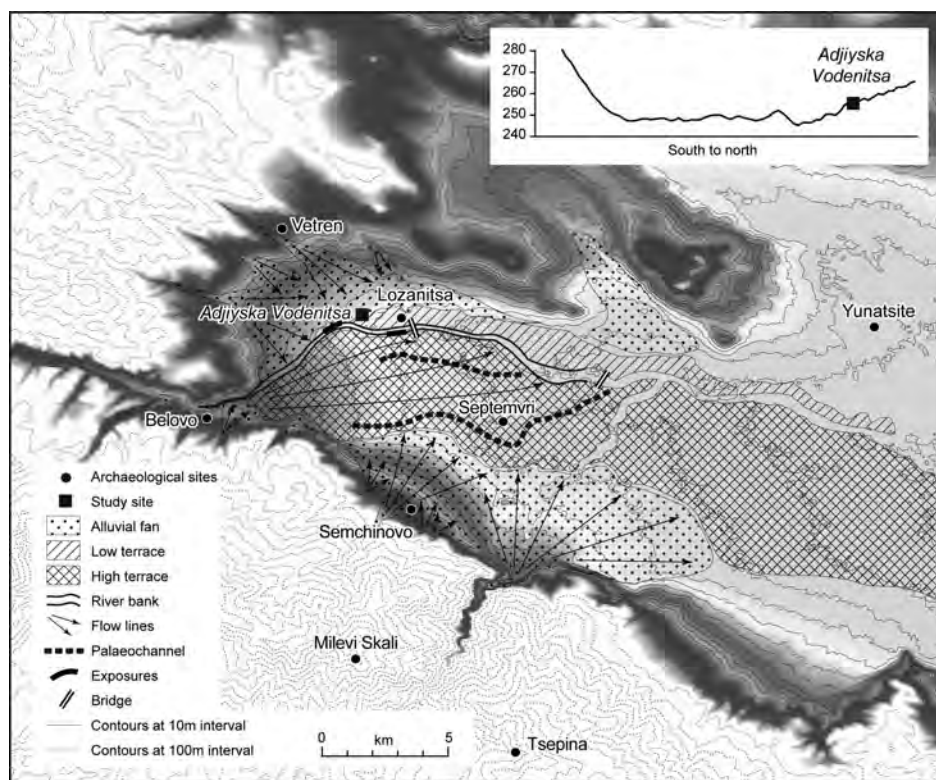 280
270
260
250
240
Adjiyska
Vodenitsa
South to north
Vetren
Adjiyska Vodenitsa
Lozanitsa
Yunatsite
Belovo
Septemvri
Semchinovo
Milevi Skali
Tsepina
Archaeological sites
Study site
Alluvial fan
Low terrace
High terrace
River bank
Flow lines
Palaeochannel
Exposures
Bridge
Contours at 10m interval
Contours at 100m interval
0 km 5